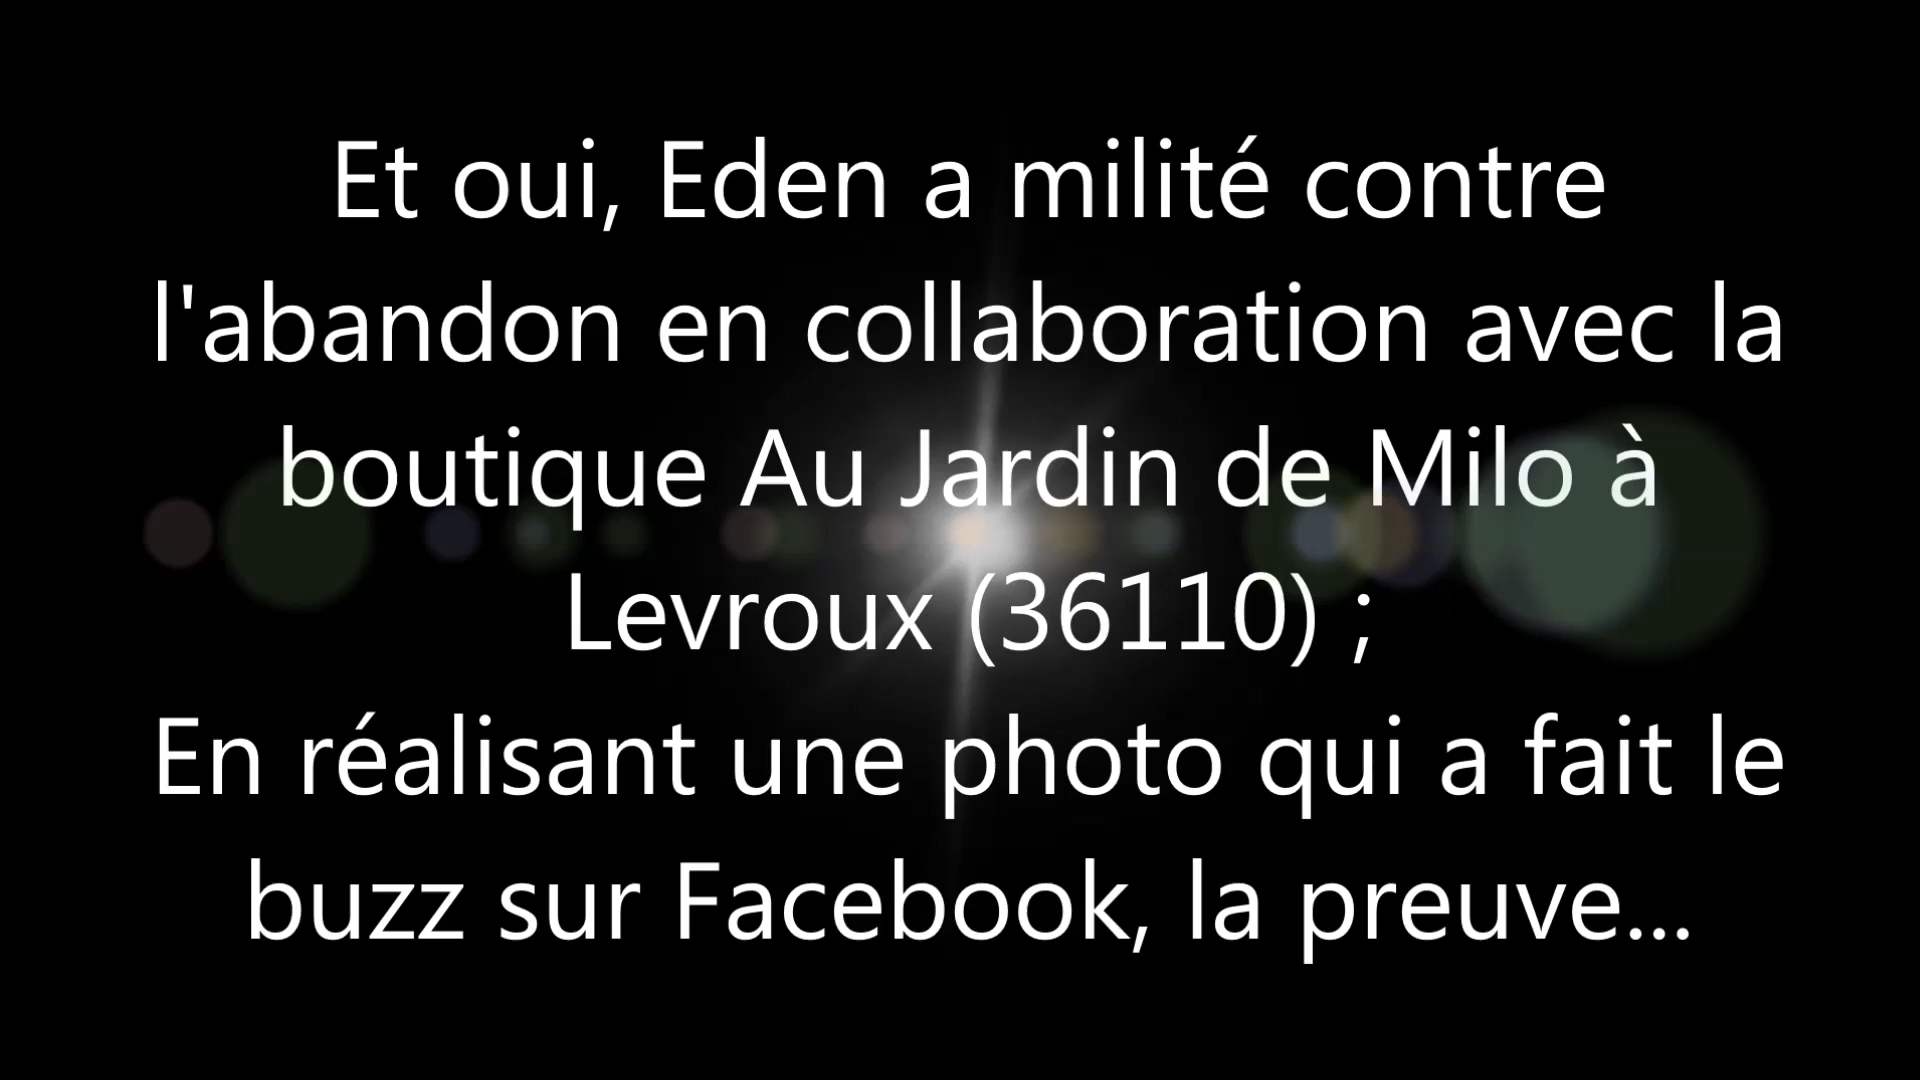 Et oui, Eden a milité contre
l'abandon en collaboration avec la
boutique Au Jardin de Milo à
Levroux (36110) ;
En réalisant une photo qui a fait le
buzz sur Facebook, la preuve...